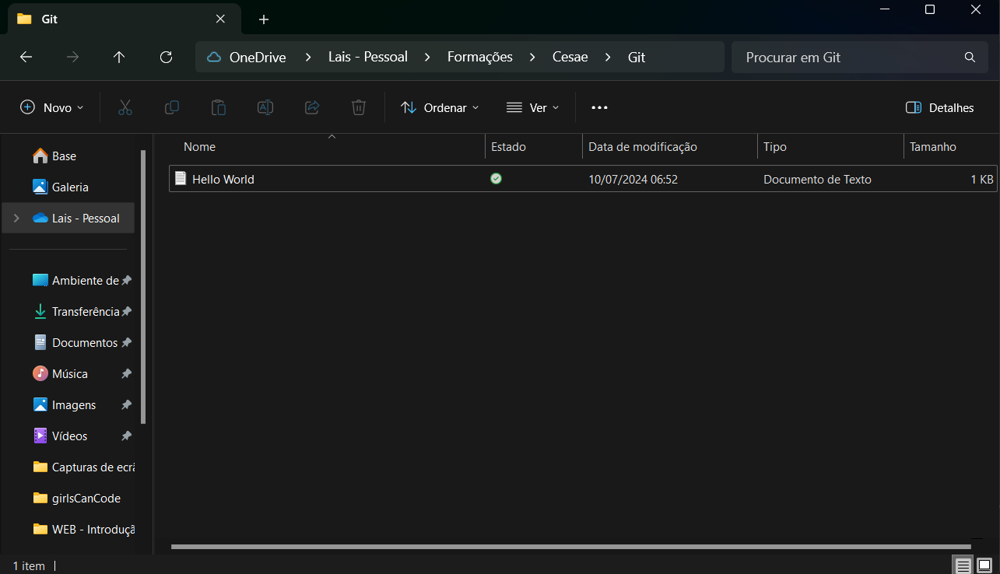 Git
OneDrive > Lais - Pessoal > Formações > Cesae > Git
Procurar em Git
Novo
Ordenar
Ver
Detalhes
Nome Estado Data de modificação Tipo Tamanho
Hello World 10/07/2024 06:52 Documento de Texto 1 KB
Base
Galeria
Lais - Pessoal
Ambiente de
Transferência
Documentos
Música
Imagens
Vídeos
Capturas de ecrã
girlsCanCode
WEB - Introduçã
1 item